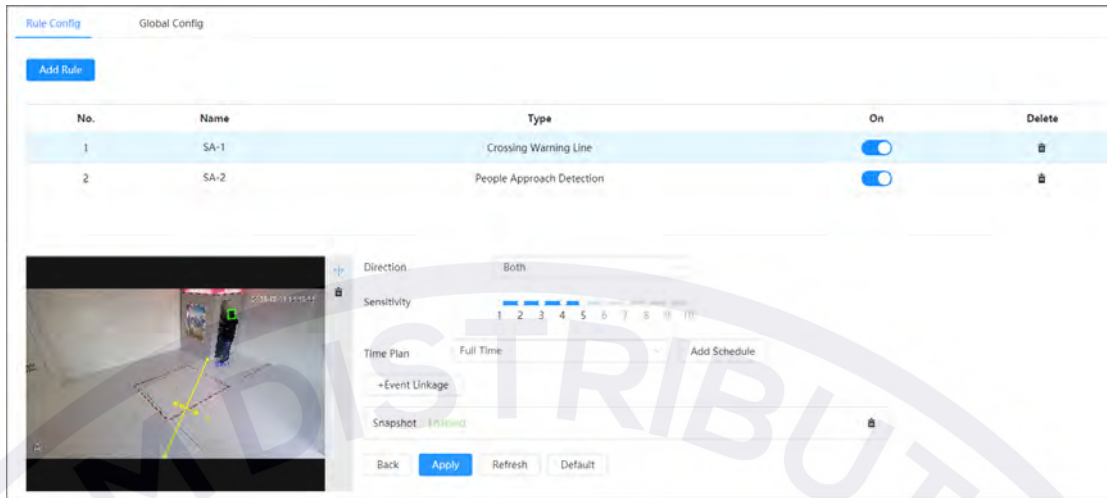 Rule Config Global Config
Add Rule
No. Name Type On Delete
1 SA-1 Crossing Warning Line
2 SA-2 People Approach Detection
Direction Both
Sensitivity
1 2 3 4 5 6 7 8 9 10
Time Plan Full Time Add Schedule
+Event Linkage
Snapshot Enabled
Back Apply Refresh Default
MDISTRIBUT